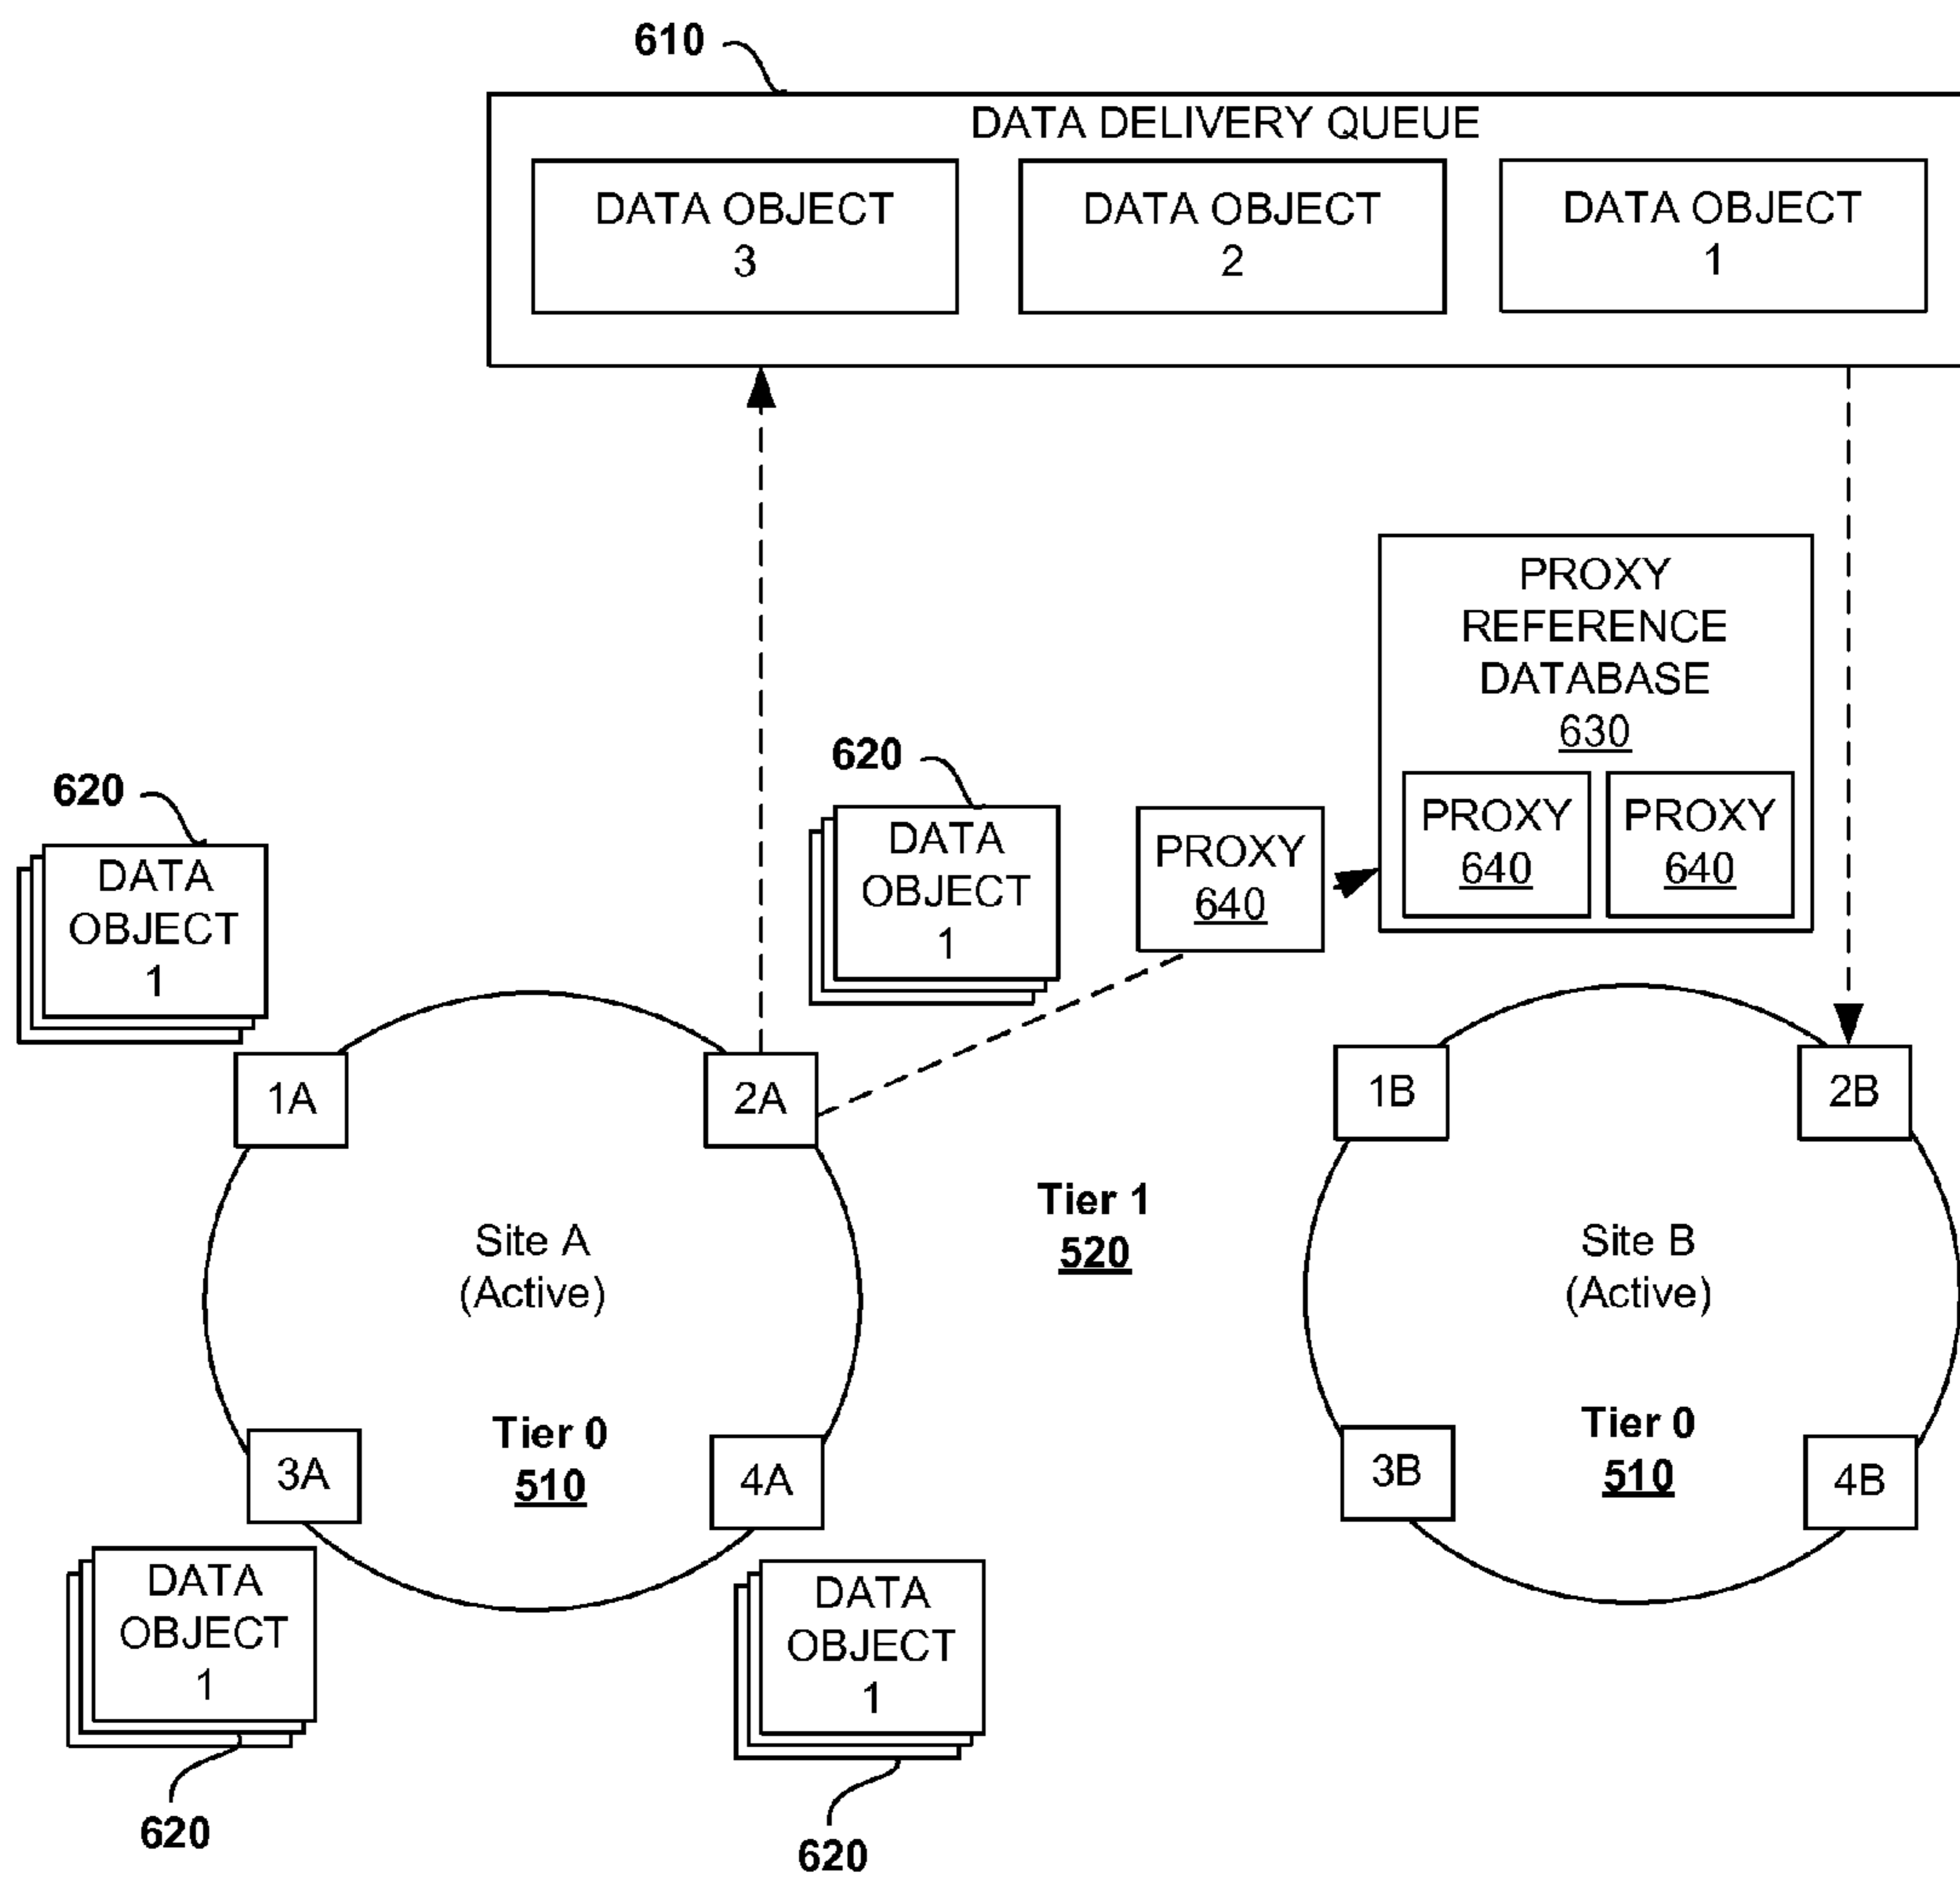 610
DATA DELIVERY QUEUE
DATA OBJECT
3
DATA OBJECT
2
DATA OBJECT
1
PROXY
REFERENCE
DATABASE
630
PROXY
640
PROXY
640
620
DATA
OBJECT
1
620
DATA
OBJECT
1
PROXY
640
1A
2A
1B
2B
Site A
(Active)
Tier 1
520
Site B
(Active)
Tier 0
510
Tier 0
510
3A
4A
3B
4B
DATA
OBJECT
1
620
DATA
OBJECT
1
620